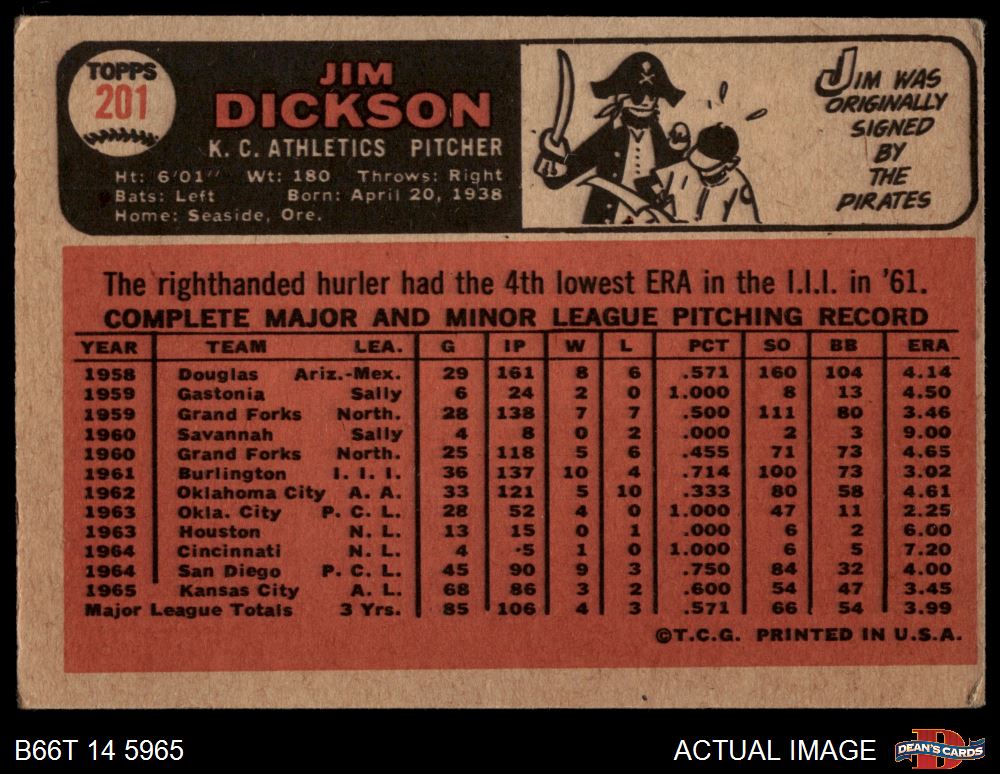 TOPPS
201
JIM
DICKSON
K. C. ATHLETICS PITCHER
Ht: 6'01" Wt: 180 Throws: Right
Bats: Left Born: April 20, 1938
Home: Seaside, Ore.
JIM WAS
ORIGINALLY
SIGNED
BY
THE
PIRATES
The righthanded hurler had the 4th lowest ERA in the I.I.I. in '61.
COMPLETE MAJOR AND MINOR LEAGUE PITCHING RECORD
YEAR TEAM LEA. G IP W L PCT SO BB ERA
1958 Douglas Ariz.-Mex. 29 161 8 6 .571 160 104 4.14
1959 Gastonia Sally 6 24 2 0 1.000 8 13 4.50
1959 Grand Forks North. 28 138 7 7 .500 111 80 3.46
1960 Savannah Sally 4 8 0 2 .000 2 3 9.00
1960 Grand Forks North. 25 118 5 6 .455 71 73 4.65
1961 Burlington I. I. I. 36 137 10 4 .714 100 73 3.02
1962 Oklahoma City A. A. 33 121 5 10 .333 80 58 4.61
1963 Okla. City P. C. L. 28 52 4 0 1.000 47 11 2.25
1963 Houston N. L. 13 15 0 1 .000 6 2 6.00
1964 Cincinnati N. L. 4 5 1 0 1.000 6 5 7.20
1964 San Diego P. C. L. 45 90 9 3 .750 84 32 4.00
1965 Kansas City A. L. 68 86 3 2 .600 54 47 3.45
Major League Totals 3 Yrs. 85 106 4 3 .571 66 54 3.99
©T.C.G. PRINTED IN U.S.A.
B66T 14 5965
ACTUAL IMAGE
D
DEAN'S CARDS